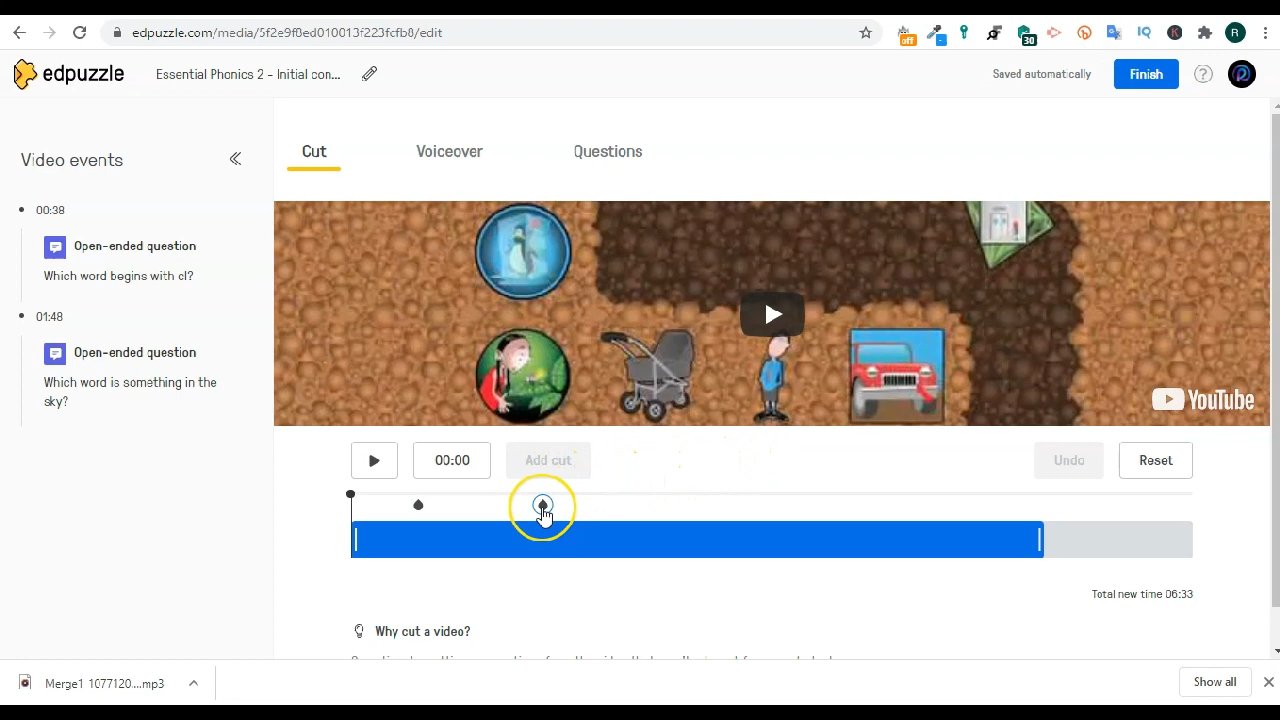 edpuzzle.com/media/5f2e9f8ed010013f223fcfb8/edit
off
30
R
edpuzzle
Essential Phonics 2 - Initial con...
Saved automatically
Finish
?
Video events
00:38
Open-ended question
Which word begins with cl?
01:48
Open-ended question
Which word is something in the
sky?
Cut
Voiceover
Questions
YouTube
00:00
Add cut
Undo
Reset
Total new time 06:33
Why cut a video?
Merge1 1077120....mp3
Show all